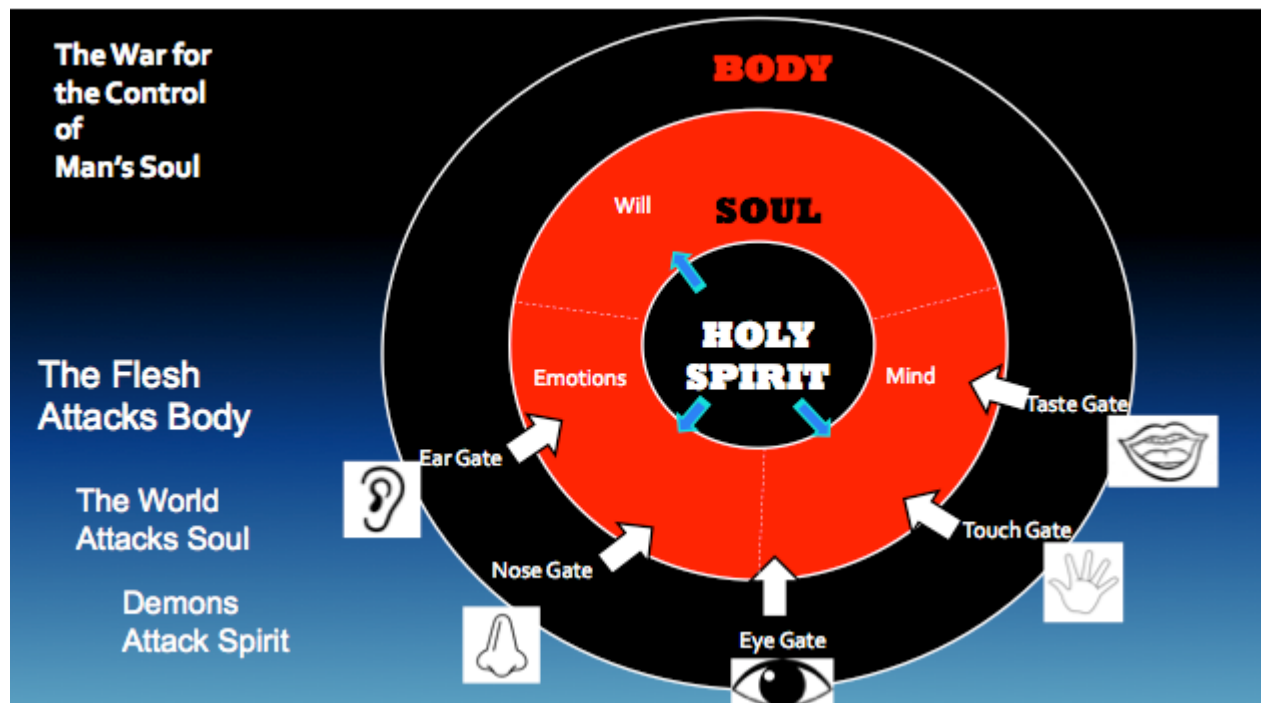 The War for
the Control
of
Man's Soul
BODY
Will
SOUL
HOLY
SPIRIT
Emotions
Mind
The Flesh
Attacks Body
Taste Gate
Ear Gate
The World
Attacks Soul
Touch Gate
Nose Gate
Demons
Attack Spirit
Eye Gate